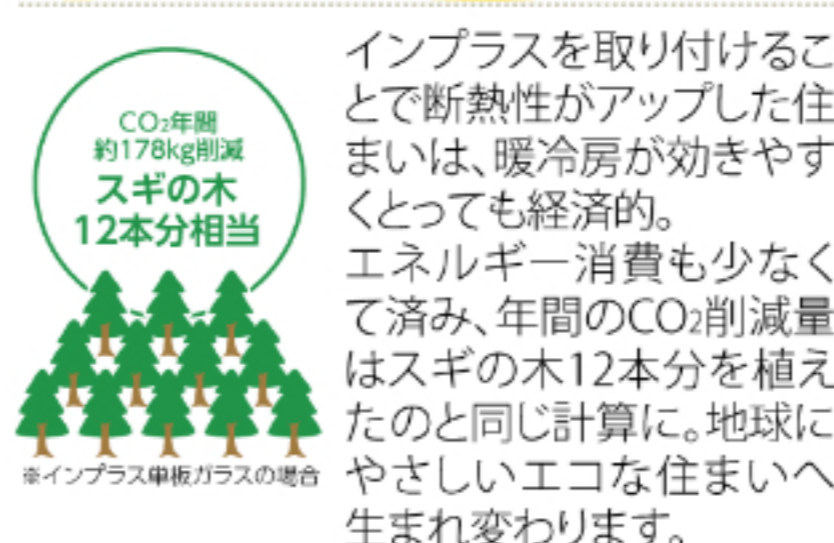 CO2年間
約178kg削減
スギの木
12本分相当
※インプラス単板ガラスの場合
インプラスを取り付けるこ
とで断熱性がアップした住
まいは、暖冷房が効きやす
くとっても経済的。
エネルギー消費も少なく
て済み、年間のCO2削減量
はスギの木12本分を植え
たのと同じ計算に。地球に
やさしいエコな住まいへ
生まれ変わります。